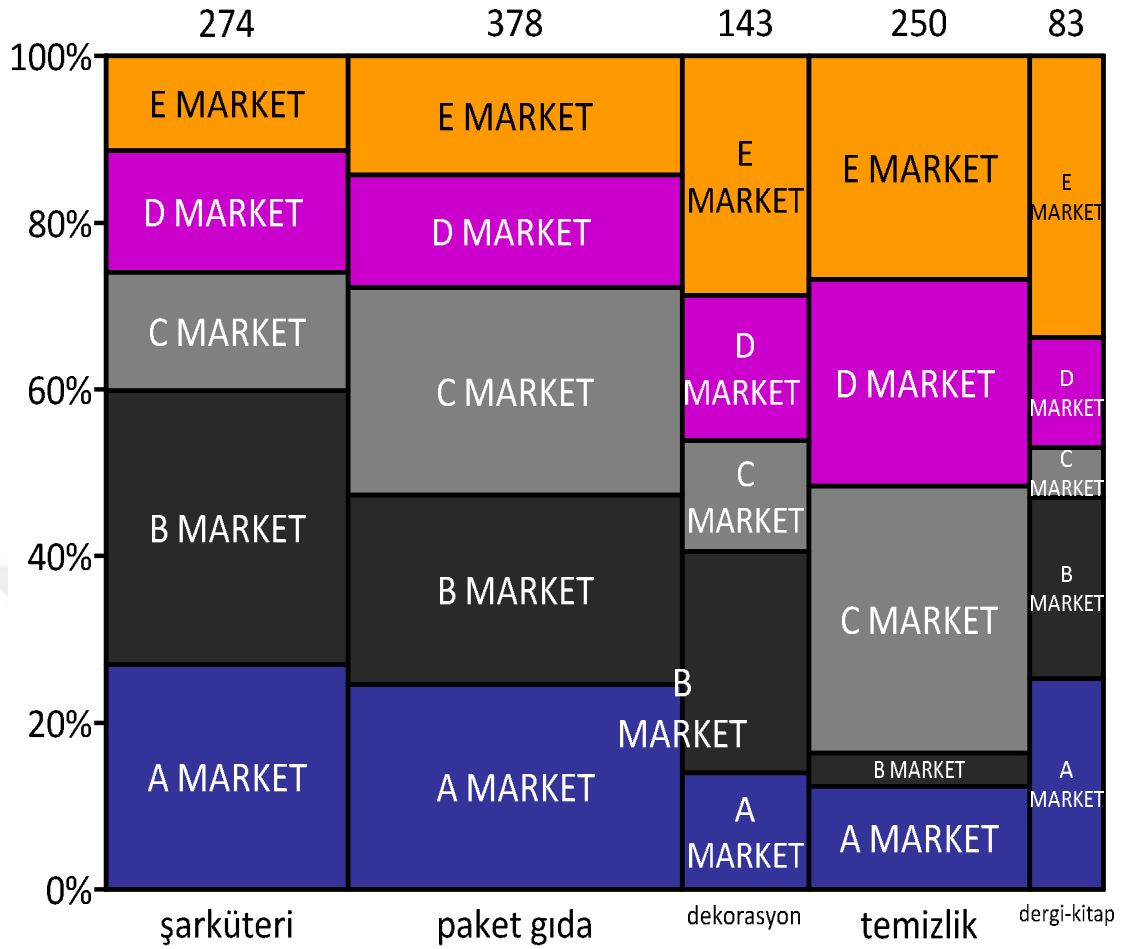 274 378 143 250 83
100%
80%
60%
40%
20%
0%
E MARKET
D MARKET
C MARKET
B MARKET
A MARKET
E MARKET
D MARKET
C MARKET
B MARKET
A MARKET
E
MARKET
D
MARKET
C
MARKET
B
MARKET
A
MARKET
E MARKET
D MARKET
C MARKET
B MARKET
A MARKET
E
MARKET
D
MARKET
C
MARKET
B
MARKET
A
MARKET
şarküteri paket gıda dekorasyon temizlik dergi-kitap